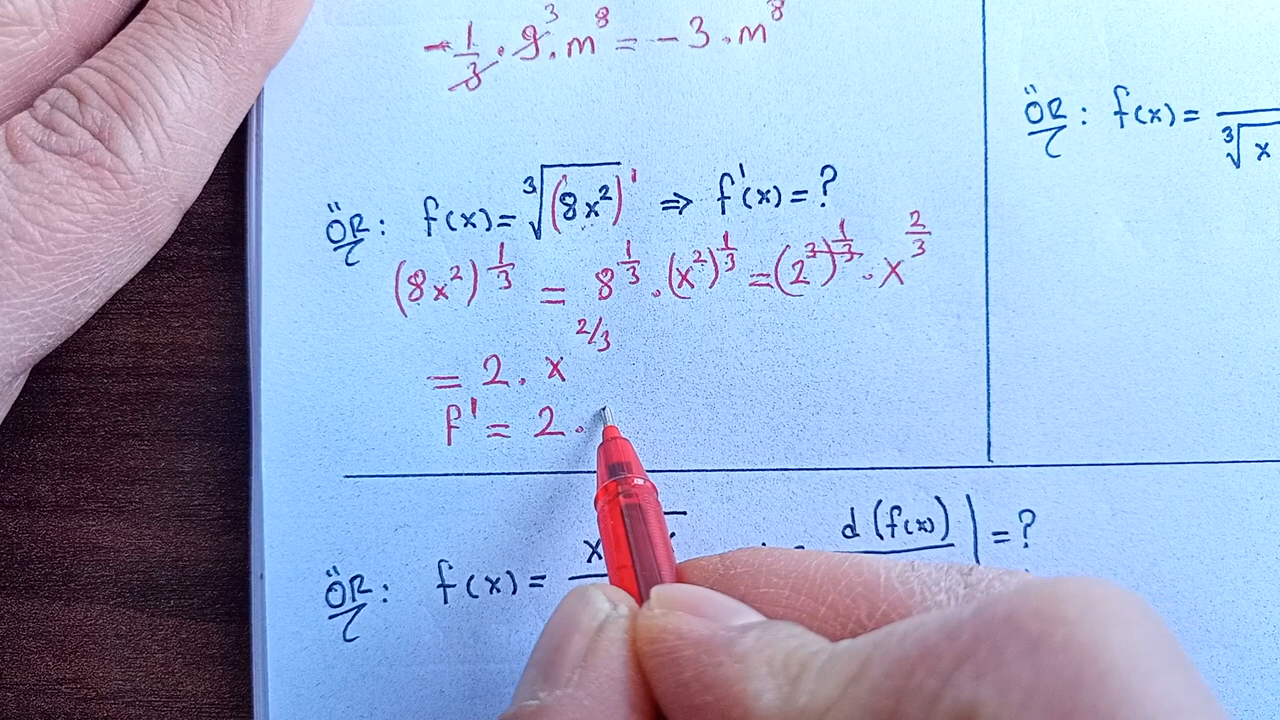 -1/3 · 9³ · m⁸ = -3 · m⁸
ÖR: f(x) = ³√(8x²)' ⇒ f'(x) = ?
(8x²)^(1/3) = 8^(1/3) · (x²)^(1/3) = (2³)^(1/3) · x^(2/3)
= 2 · x^(2/3)
f' = 2 ·
ÖR: f(x) = x d(f(x)) | = ?
ÖR: f(x) = ³√x